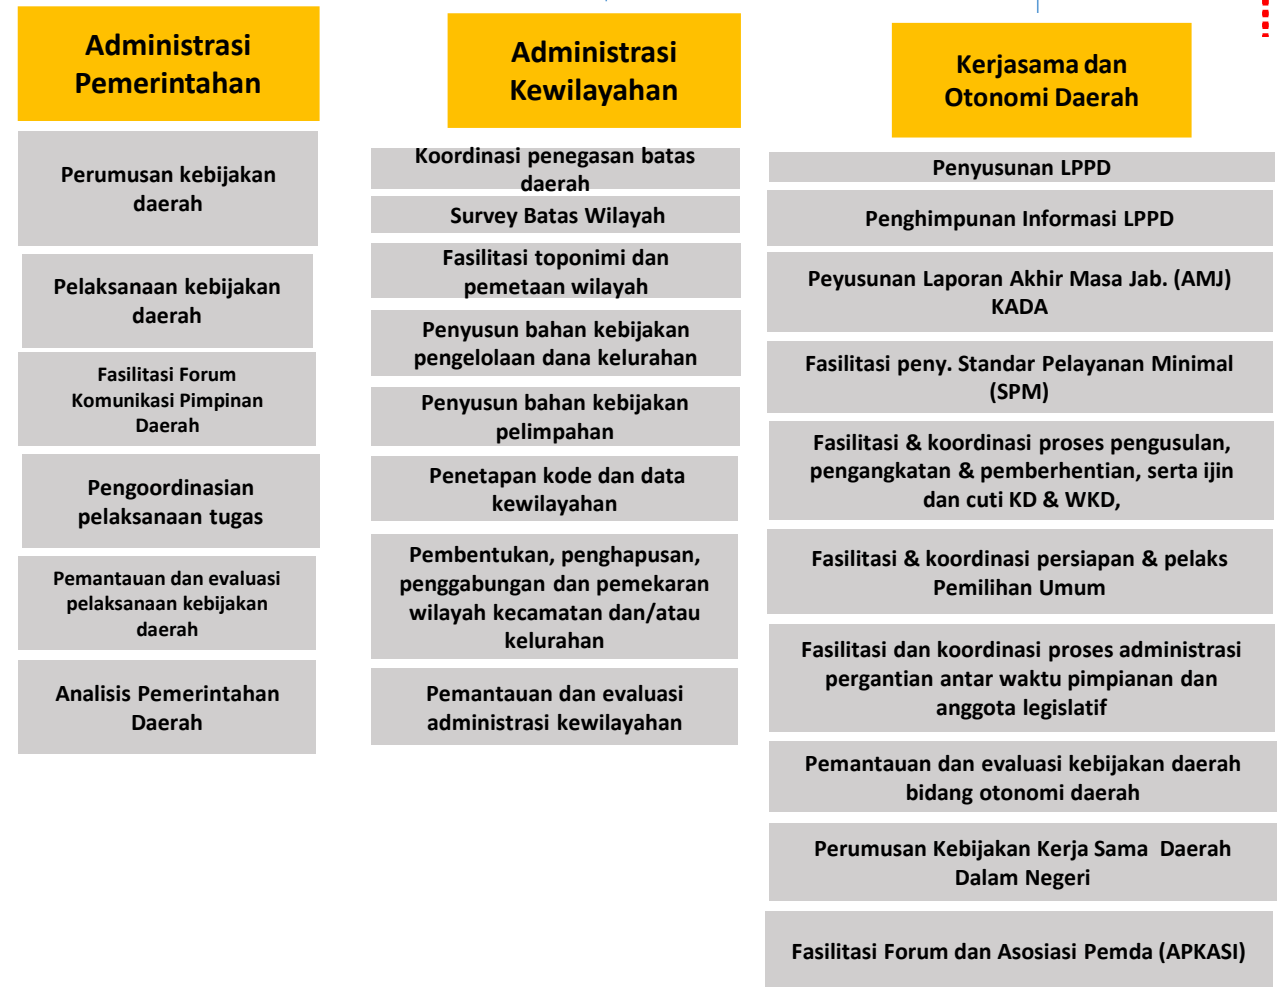 Administrasi
Pemerintahan
Perumusan kebijakan
daerah
Pelaksanaan kebijakan
daerah
Fasilitasi Forum
Komunikasi Pimpinan
Daerah
Pengoordinasian
pelaksanaan tugas
Pemantauan dan evaluasi
pelaksanaan kebijakan
daerah
Analisis Pemerintahan
Daerah
Administrasi
Kewilayahan
Koordinasi penegasan batas
daerah
Survey Batas Wilayah
Fasilitasi toponimi dan
pemetaan wilayah
Penyusun bahan kebijakan
pengelolaan dana kelurahan
Penyusun bahan kebijakan
pelimpahan
Penetapan kode dan data
kewilayahan
Pembentukan, penghapusan,
penggabungan dan pemekaran
wilayah kecamatan dan/atau
kelurahan
Pemantauan dan evaluasi
administrasi kewilayahan
Kerjasama dan
Otonomi Daerah
Penyusunan LPPD
Penghimpunan Informasi LPPD
Peyusunan Laporan Akhir Masa Jab. (AMJ)
KADA
Fasilitasi peny. Standar Pelayanan Minimal
(SPM)
Fasilitasi & koordinasi proses pengusulan,
pengangkatan & pemberhentian, serta ijin
dan cuti KD & WKD,
Fasilitasi & koordinasi persiapan & pelaks
Pemilihan Umum
Fasilitasi dan koordinasi proses administrasi
pergantian antar waktu pimpianan dan
anggota legislatif
Pemantauan dan evaluasi kebijakan daerah
bidang otonomi daerah
Perumusan Kebijakan Kerja Sama  Daerah
Dalam Negeri
Fasilitasi Forum dan Asosiasi Pemda (APKASI)